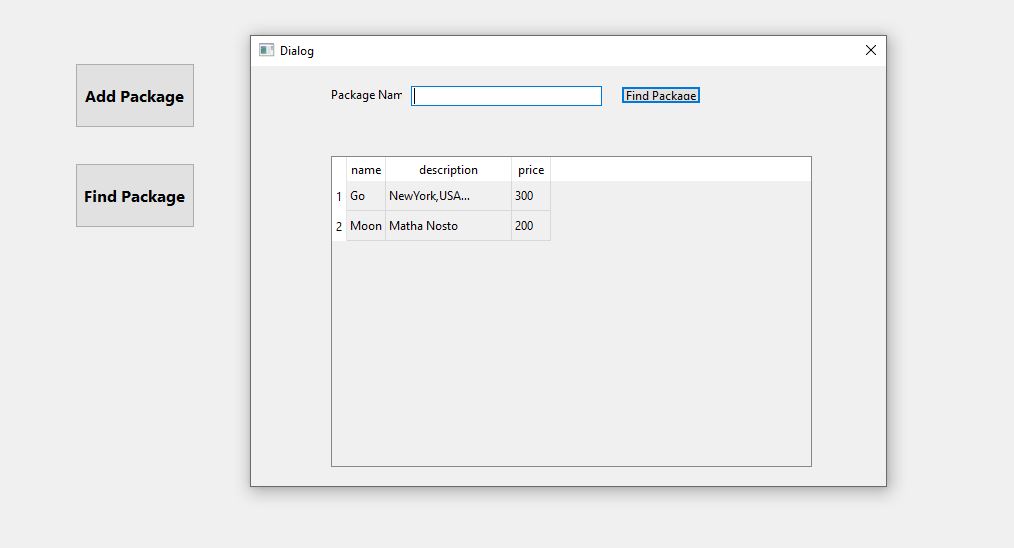 Add Package
Find Package
Dialog
Package Nam
Find Package
name description price
1 Go NewYork,USA... 300
2 Moon Matha Nosto 200